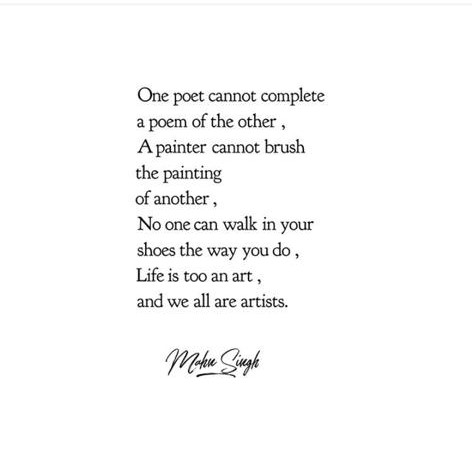 One poet cannot complete
a poem of the other ,
A painter cannot brush
the painting
of another ,
No one can walk in your
shoes the way you do ,
Life is too an art ,
and we all are artists.
Singh